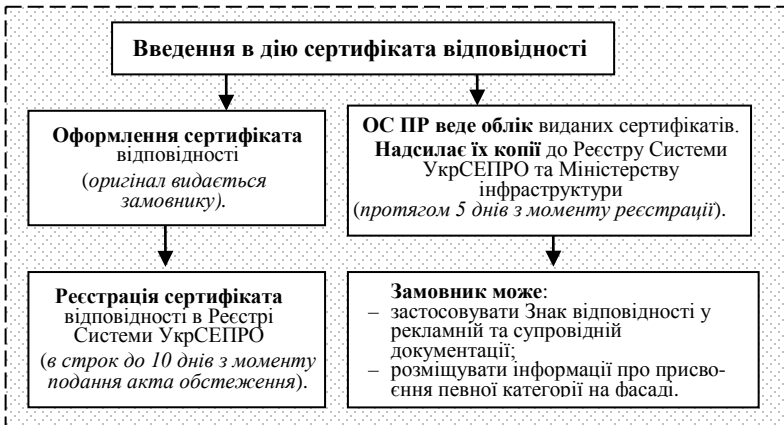 Введення в дію сертифіката відповідності
Оформлення сертифіката
відповідності
(оригінал видається
замовнику).
ОС ПР веде облік виданих сертифікатів.
Надсилає їх копії до Реєстру Системи
УкрСЕПРО та Міністерству
інфраструктури
(протягом 5 днів з моменту реєстрації).
Реєстрація сертифіката
відповідності в Реєстрі
Системи УкрСЕПРО
(в строк до 10 днів з моменту
подання акта обстеження).
Замовник може:
– застосовувати Знак відповідності у
рекламній та супровідній
документації;
– розміщувати інформації про присво-
єння певної категорії на фасаді.